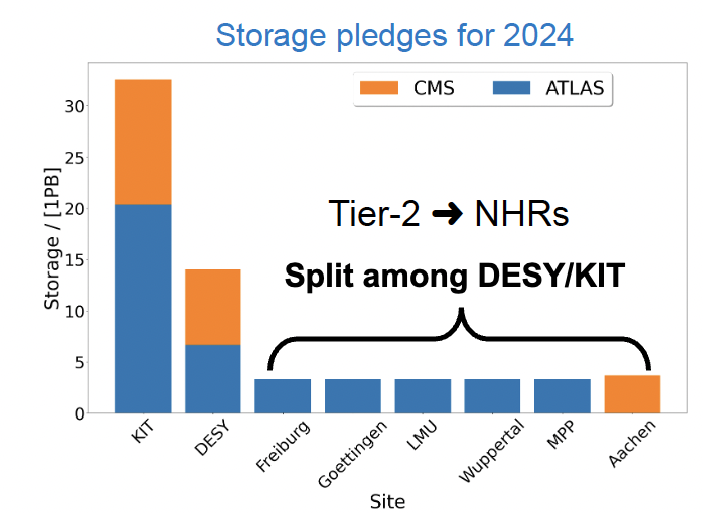 Storage pledges for 2024
CMS
ATLAS
Storage / [1PB]
30
25
20
15
10
5
0
Tier-2 ➜ NHRs
Split among DESY/KIT
KIT
DESY
Freiburg
Goettingen
LMU
Wuppertal
MPP
Aachen
Site